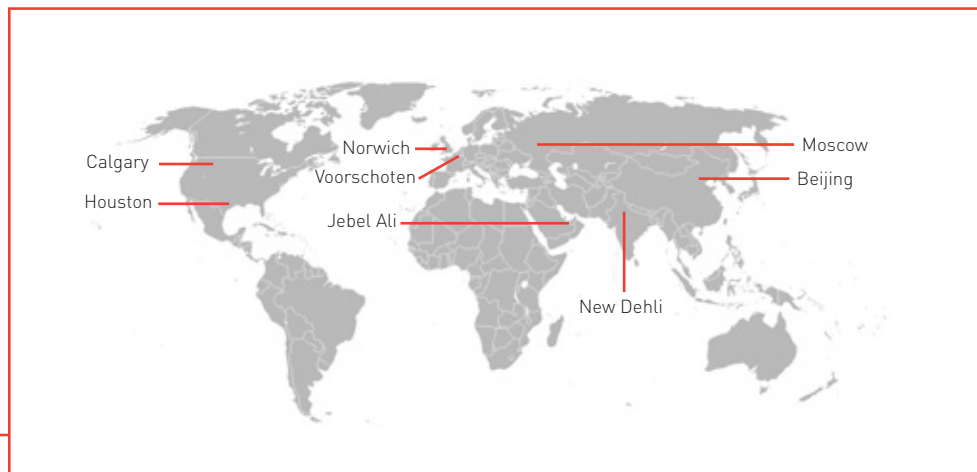 Norwich
Moscow
Calgary
Voorschoten
Beijing
Houston
Jebel Ali
New Dehli